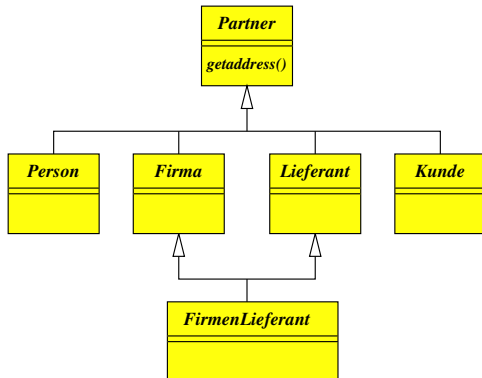 Partner
getaddress()
Person
Firma
Lieferant
Kunde
FirmenLieferant